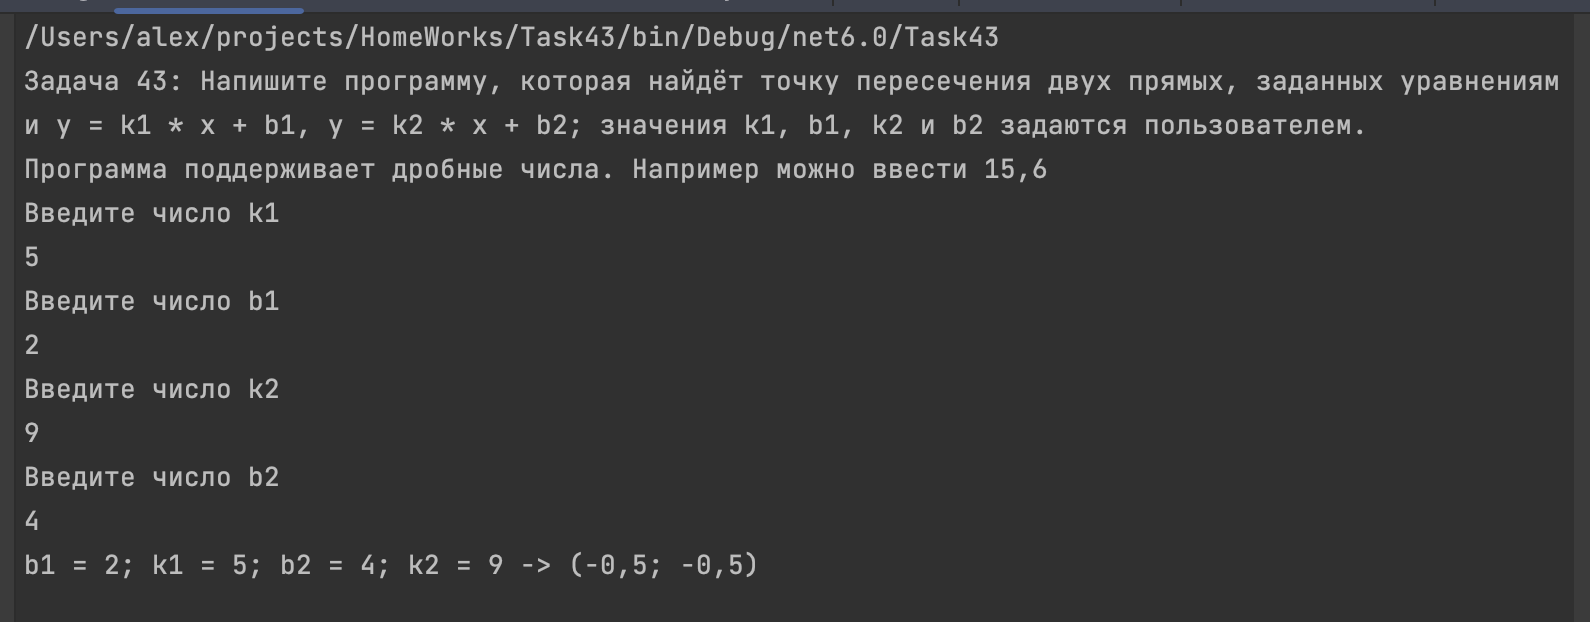 /Users/alex/projects/HomeWorks/Task43/bin/Debug/net6.0/Task43
Задача 43: Напишите программу, которая найдёт точку пересечения двух прямых, заданных уравнениям
и y = k1 * x + b1, y = k2 * x + b2; значения k1, b1, k2 и b2 задаются пользователем.
Программа поддерживает дробные числа. Например можно ввести 15,6
Введите число k1
5
Введите число b1
2
Введите число k2
9
Введите число b2
4
b1 = 2; k1 = 5; b2 = 4; k2 = 9 -> (-0,5; -0,5)